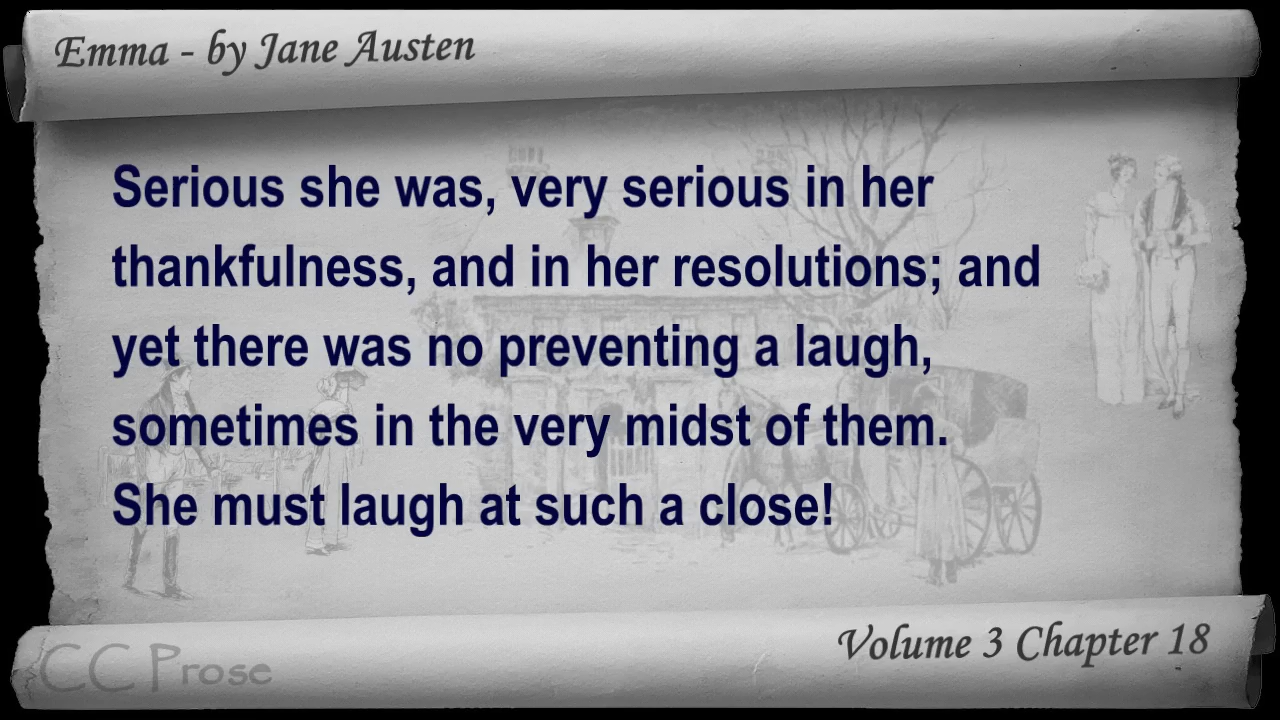 Emma - by Jane Austen
Serious she was, very serious in her
thankfulness, and in her resolutions; and
yet there was no preventing a laugh,
sometimes in the very midst of them.
She must laugh at such a close!
Volume 3 Chapter 18
CC Prose